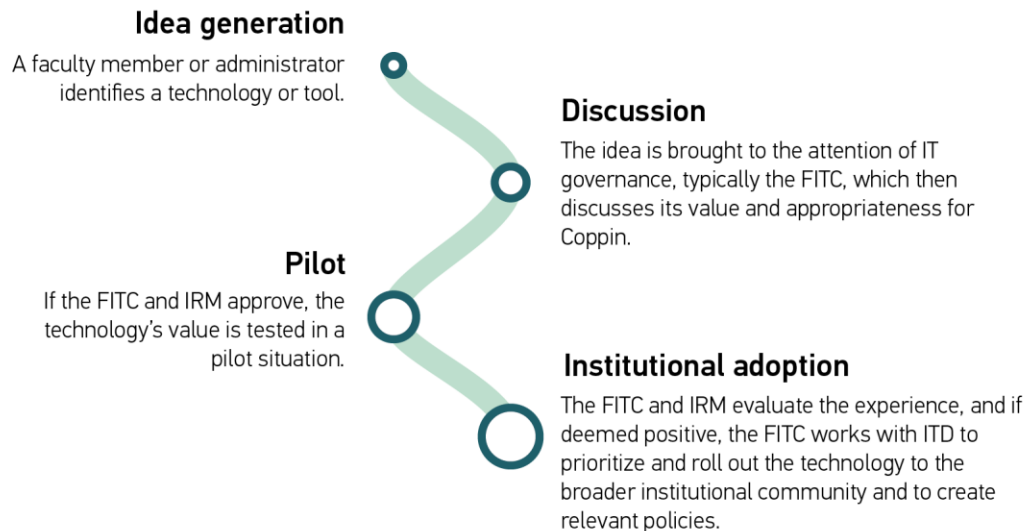 Idea generation
A faculty member or administrator
identifies a technology or tool.
Discussion
The idea is brought to the attention of IT
governance, typically the FITC, which then
discusses its value and appropriateness for
Coppin.
Pilot
If the FITC and IRM approve, the
technology’s value is tested in a
pilot situation.
Institutional adoption
The FITC and IRM evaluate the experience, and if
deemed positive, the FITC works with ITD to
prioritize and roll out the technology to the
broader institutional community and to create
relevant policies.